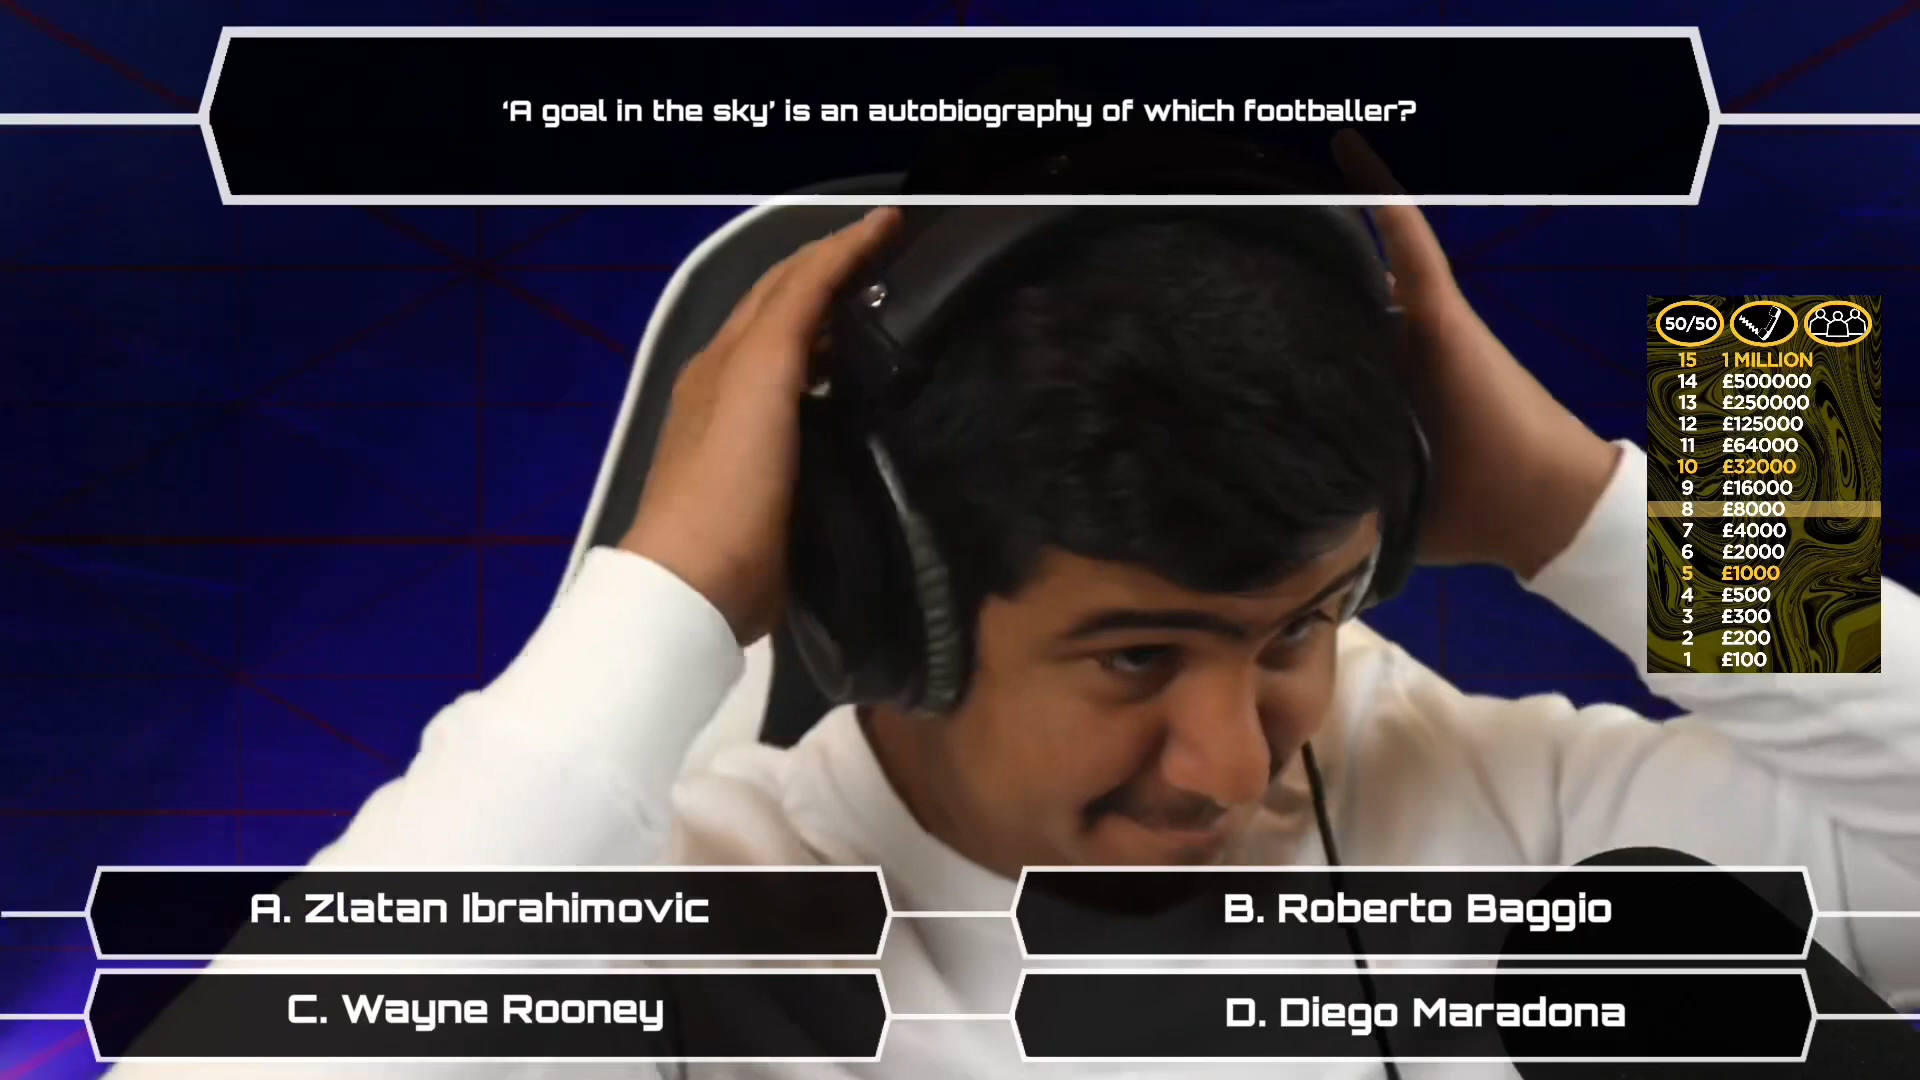 ‘A goal in the sky’ is an autobiography of which footballer?
50/50
15 1 MILLION
14 £500000
13 £250000
12 £125000
11 £64000
10 £32000
9 £16000
8 £8000
7 £4000
6 £2000
5 £1000
4 £500
3 £300
2 £200
1 £100
A. Zlatan Ibrahimovic
B. Roberto Baggio
C. Wayne Rooney
D. Diego Maradona